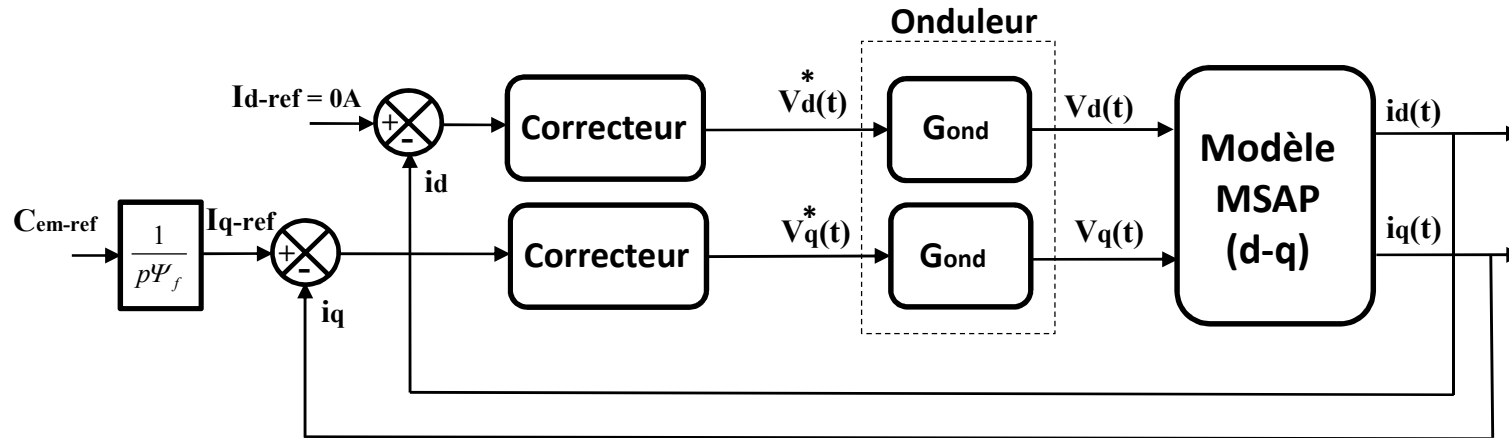 Onduleur
Id-ref = 0A
+
-
Correcteur
V*d(t)
Gond
Vd(t)
id(t)
id
Modèle
MSAP
(d-q)
Cem-ref
1
pΨf
Iq-ref
+
-
Correcteur
V*q(t)
Gond
Vq(t)
iq(t)
iq